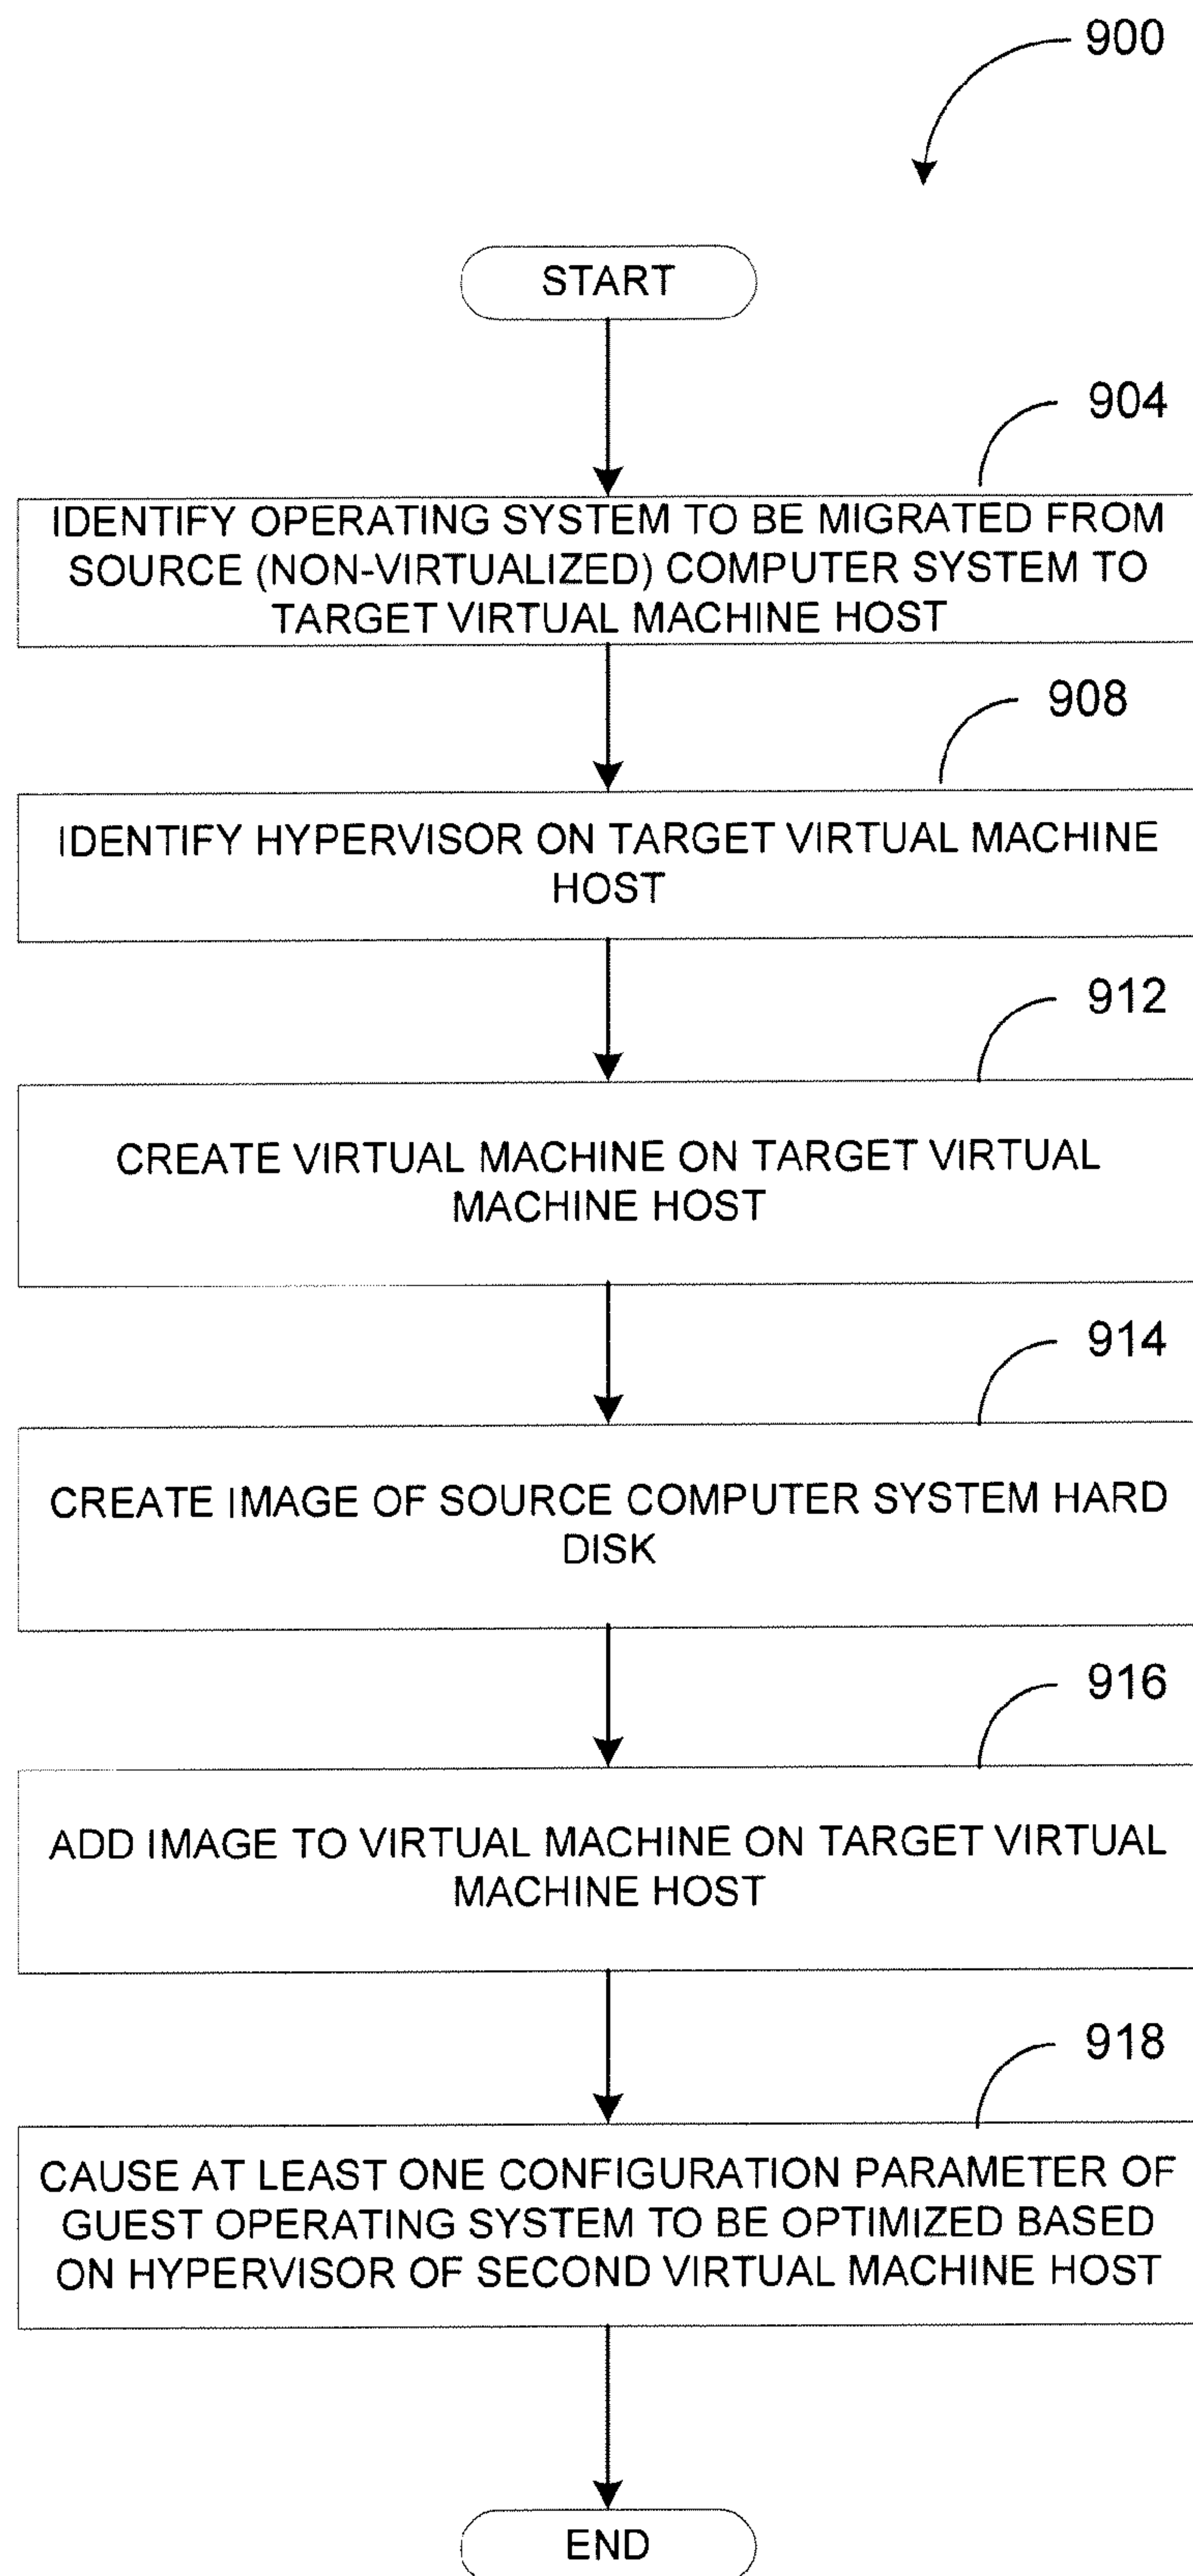 900
START
904
IDENTIFY OPERATING SYSTEM TO BE MIGRATED FROM
SOURCE (NON-VIRTUALIZED) COMPUTER SYSTEM TO
TARGET VIRTUAL MACHINE HOST
908
IDENTIFY HYPERVISOR ON TARGET VIRTUAL MACHINE
HOST
912
CREATE VIRTUAL MACHINE ON TARGET VIRTUAL
MACHINE HOST
914
CREATE IMAGE OF SOURCE COMPUTER SYSTEM HARD
DISK
916
ADD IMAGE TO VIRTUAL MACHINE ON TARGET VIRTUAL
MACHINE HOST
918
CAUSE AT LEAST ONE CONFIGURATION PARAMETER OF
GUEST OPERATING SYSTEM TO BE OPTIMIZED BASED
ON HYPERVISOR OF SECOND VIRTUAL MACHINE HOST
END